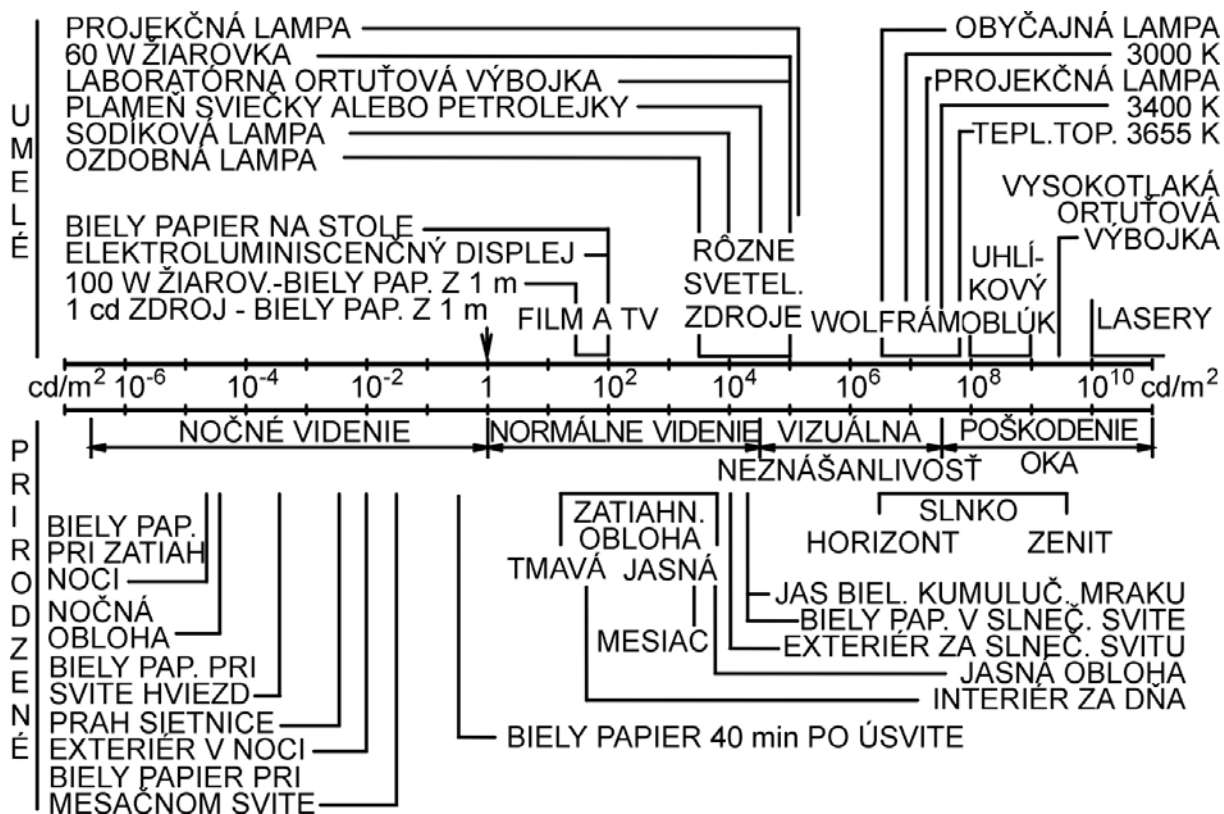 UMELÉ
PROJEKČNÁ LAMPA
60 W ŽIAROVKA
LABORATÓRNA ORTUŤOVÁ VÝBOJKA
PLAMEŇ SVIEČKY ALEBO PETROLEJKY
SODÍKOVÁ LAMPA
OZDOBNÁ LAMPA
BIELY PAPIER NA STOLE
ELEKTROLUMINISCENČNÝ DISPLEJ
100 W ŽIAROV.-BIELY PAP. Z 1 m
1 cd ZDROJ - BIELY PAP. Z 1 m
FILM A TV
RÔZNE
SVETEL.
ZDROJE
OBYČAJNÁ LAMPA
3000 K
PROJEKČNÁ LAMPA
3400 K
TEPL.TOP. 3655 K
VYSOKOTLAKÁ
ORTUŤOVÁ
VÝBOJKA
WOLFRÁM
UHLÍ-
KOVÝ
OBLÚK
LASERY
cd/m² 10⁻⁶ 10⁻⁴ 10⁻² 1 10² 10⁴ 10⁶ 10⁸ 10¹⁰ cd/m²
PRIRODZENÉ
NOČNÉ VIDENIE
NORMÁLNE VIDENIE
VIZUÁLNA
NEZNÁŠANLIVOSŤ
POŠKODENIE
OKA
BIELY PAP.
PRI ZATIAH
NOCI
NOČNÁ
OBLOHA
BIELY PAP. PRI
SVITE HVIEZD
PRAH SIETNICE
EXTERIÉR V NOCI
BIELY PAPIER PRI
MESAČNOM SVITE
BIELY PAPIER 40 min PO ÚSVITE
ZATIAHN.
OBLOHA
TMAVÁ JASNÁ
MESIAC
SLNKO
HORIZONT ZENIT
JAS BIEL. KUMULUČ. MRAKU
BIELY PAP. V SLNEČ. SVITE
EXTERIÉR ZA SLNEČ. SVITU
JASNÁ OBLOHA
INTERIÉR ZA DŇA